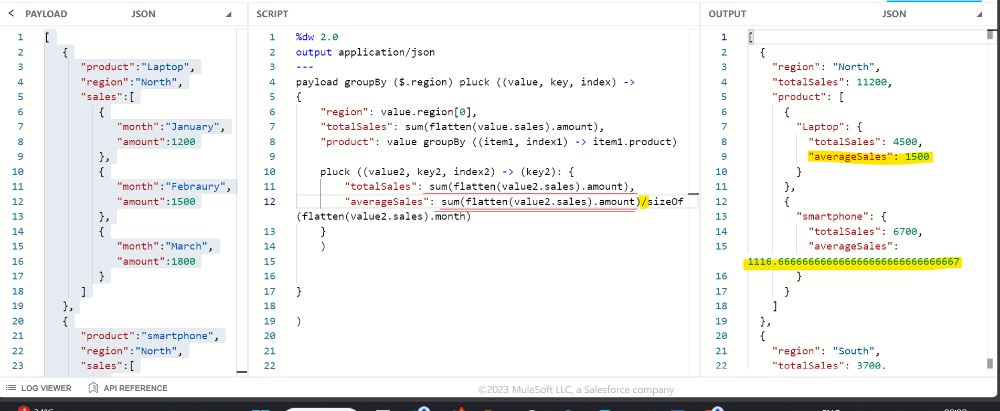 PAYLOAD JSON
1 [
2 {
3 "product":"Laptop",
4 "region":"North",
5 "sales":[
6 {
7 "month":"January",
8 "amount":1200
9 },
10 {
11 "month":"Febraury",
12 "amount":1500
13 },
14 {
15 "month":"March",
16 "amount":1800
17 }
18 ]
19 },
20 {
21 "product":"smartphone",
22 "region":"North",
23 "sales":[
SCRIPT
1 %dw 2.0
2 output application/json
3 ---
4 payload groupBy ($.region) pluck ((value, key, index) ->
5 {
6 "region": value.region[0],
7 "totalSales": sum(flatten(value.sales).amount),
8 "product": value groupBy ((item1, index1) -> item1.product)
9
10 pluck ((value2, key2, index2) -> (key2): {
11 "totalSales": sum(flatten(value2.sales).amount),
12 "averageSales": sum(flatten(value2.sales).amount)/sizeOf
(flatten(value2.sales).month)
13 }
14 )
15
16
17 }
18
19 )
20
21
22
OUTPUT JSON
1 [
2 {
3 "region": "North",
4 "totalSales": 11200,
5 "product": [
6 {
7 "Laptop": {
8 "totalSales": 4500,
9 "averageSales": 1500
10 }
11 },
12 {
13 "smartphone": {
14 "totalSales": 6700,
15 "averageSales":
1116.666666666666666666666666666667
16 }
17 }
18 ]
19 },
20 {
21 "region": "South",
22 "totalSales": 3700.
LOG VIEWER API REFERENCE
©2023 MuleSoft LLC, a Salesforce company